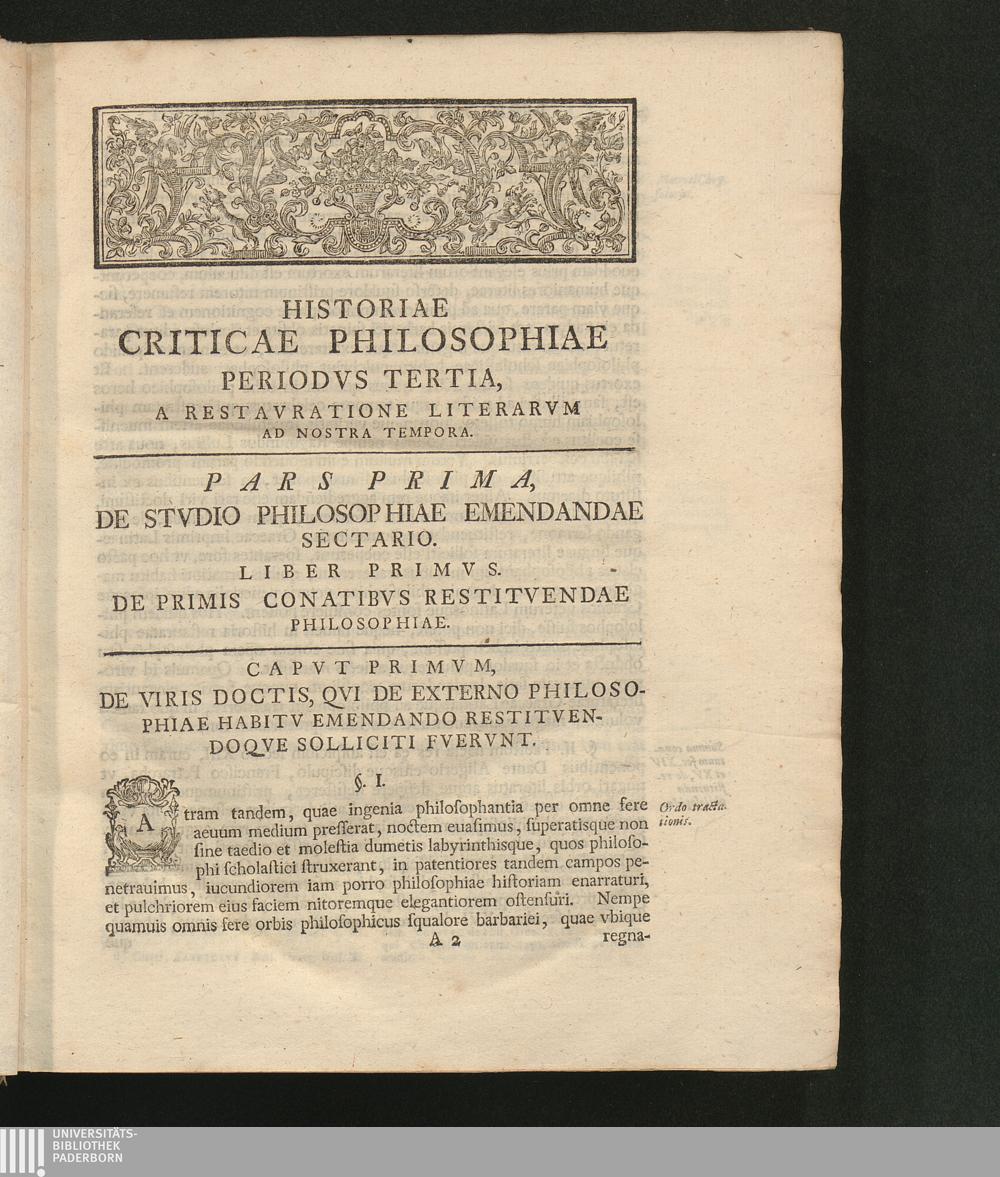 HISTORIAE
CRITICAE PHILOSOPHIAE
PERIODVS TERTIA,
A RESTAVRATIONE LITERARVM
AD NOSTRA TEMPORA.
PARS PRIMA,
DE STVDIO PHILOSOPHIAE EMENDANDAE
SECTARIO.
LIBER PRIMVS.
DE PRIMIS CONATIBVS RESTITVENDAE
PHILOSOPHIAE.
CAPVT PRIMVM,
DE VIRIS DOCTIS, QVI DE EXTERNO PHILOSO-
PHIAE HABITV EMENDANDO RESTITVEN-
DOQVE SOLLICITI FVERVNT.
§. I.
Atram tandem, quae ingenia philoſophantia per omne fere
aeuum medium preſſerat, noctem euaſimus, ſuperatisque non
ſine taedio et moleſtia dumetis labyrinthisque, quos philoſo-
phi ſcholaſtici ſtruxerant, in patentiores tandem campos pe-
netrauimus, iucundiorem iam porro philoſophiae hiſtoriam enarraturi,
et pulchriorem eius faciem nitoremque elegantiorem oſtenſuri. Nempe
quamuis omnis fere orbis philoſophicus ſqualore barbariei, quae vbique
A 2 regna-
Ordo tracta-
tionis.
UNIVERSITÄTS-
BIBLIOTHEK
PADERBORN